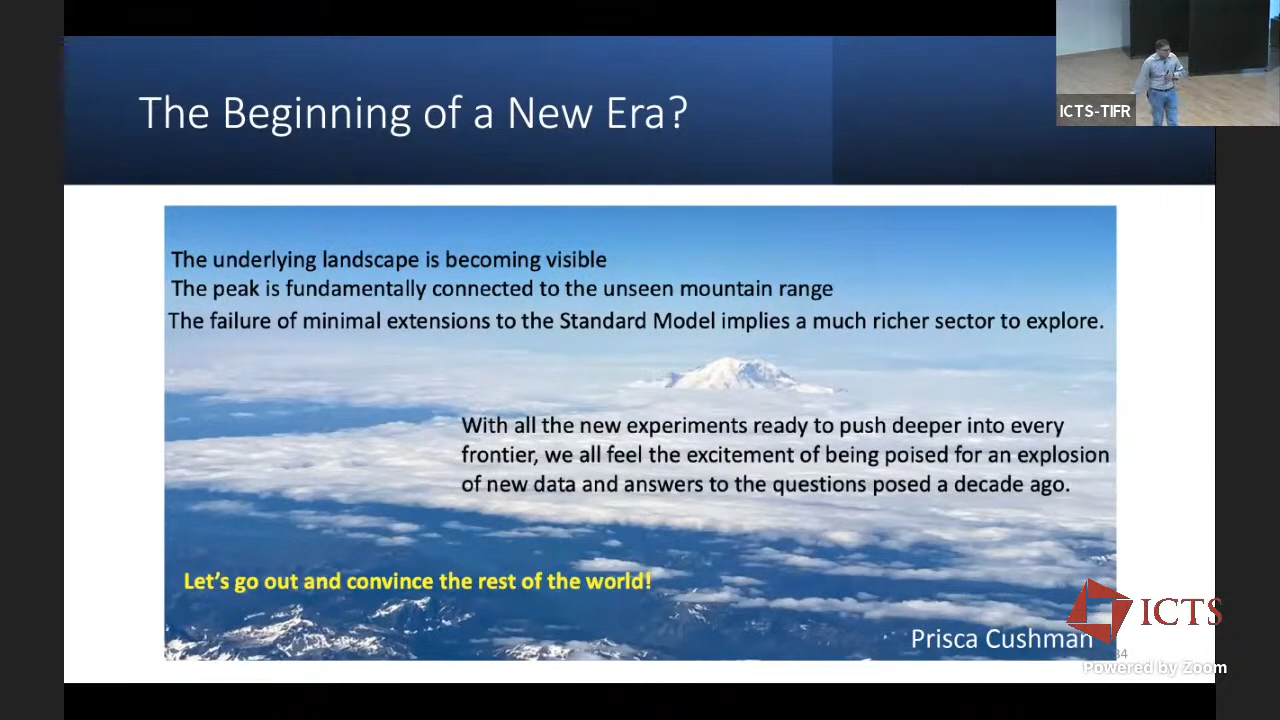 The Beginning of a New Era?
ICTS-TIFR
The underlying landscape is becoming visible
The peak is fundamentally connected to the unseen mountain range
The failure of minimal extensions to the Standard Model implies a much richer sector to explore.
With all the new experiments ready to push deeper into every
frontier, we all feel the excitement of being poised for an explosion
of new data and answers to the questions posed a decade ago.
Let's go out and convince the rest of the world!
Prisca Cushman
ICTS
34
Powered by Zoom